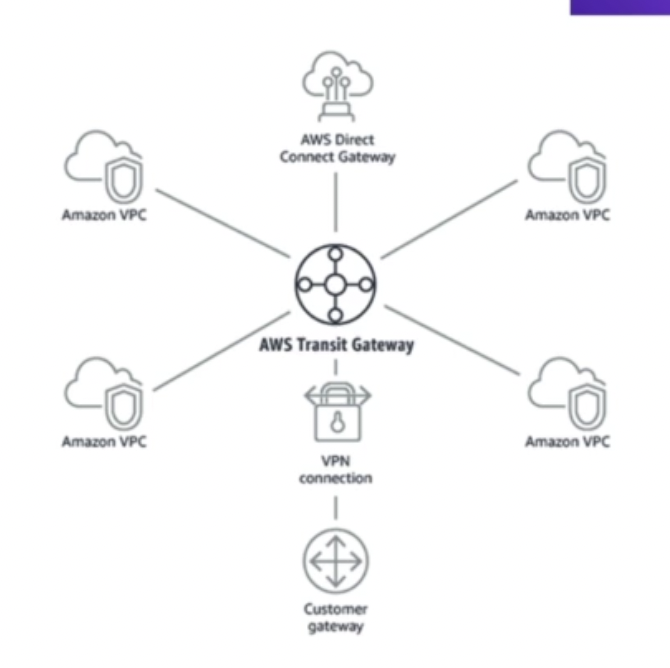 AWS Direct
Connect Gateway
Amazon VPC
Amazon VPC
AWS Transit Gateway
Amazon VPC
Amazon VPC
VPN
connection
Customer
gateway